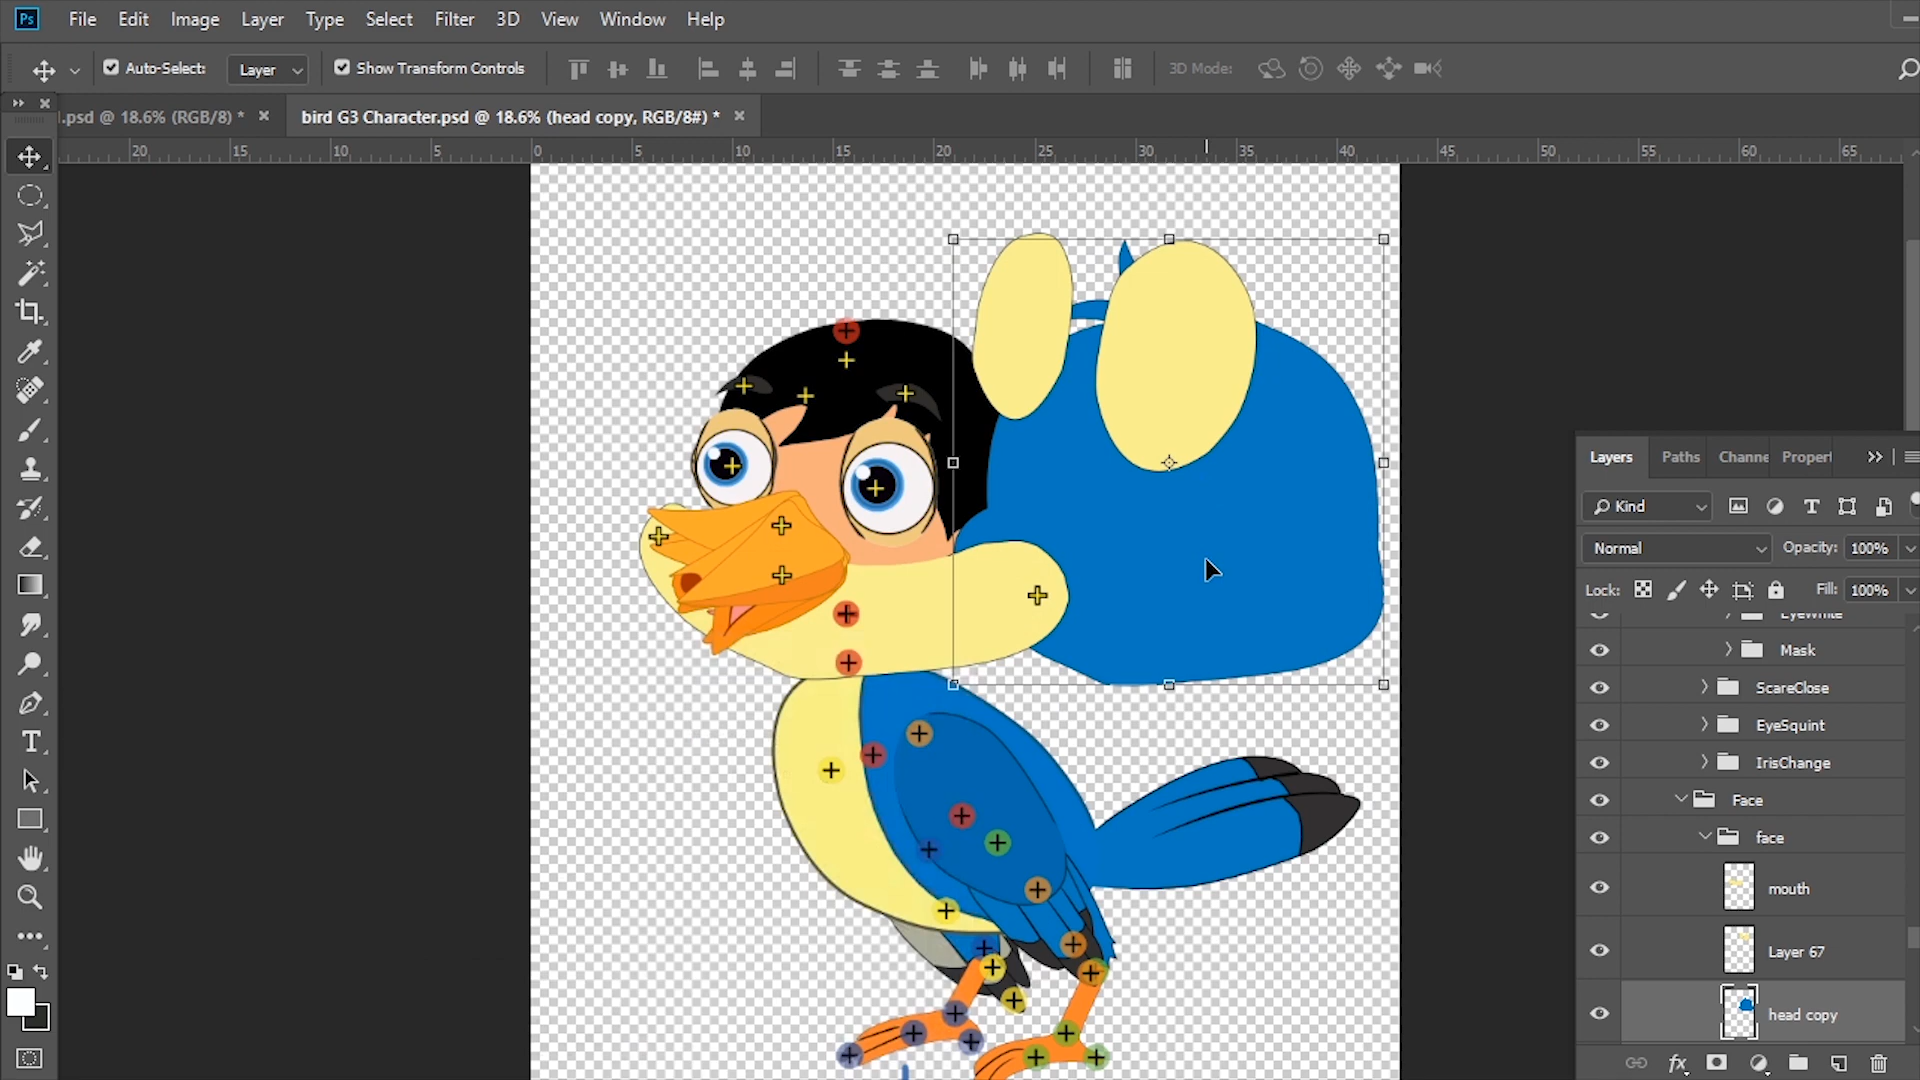 Ps File Edit Image Layer Type Select Filter 3D View Window Help
Auto-Select: Layer Show Transform Controls 3D Mode:
l.psd @ 18.6% (RGB/8) * bird G3 Character.psd @ 18.6% (head copy, RGB/8#) *
20 15 10 5 0 5 10 15 20 25 30 35 40 45 50 55 60 65
Layers Paths Channe Propert
Kind
Normal Opacity: 100%
Lock: Fill: 100%
EyeWhite
Mask
ScareClose
EyeSquint
IrisChange
Face
face
mouth
Layer 67
head copy
fx